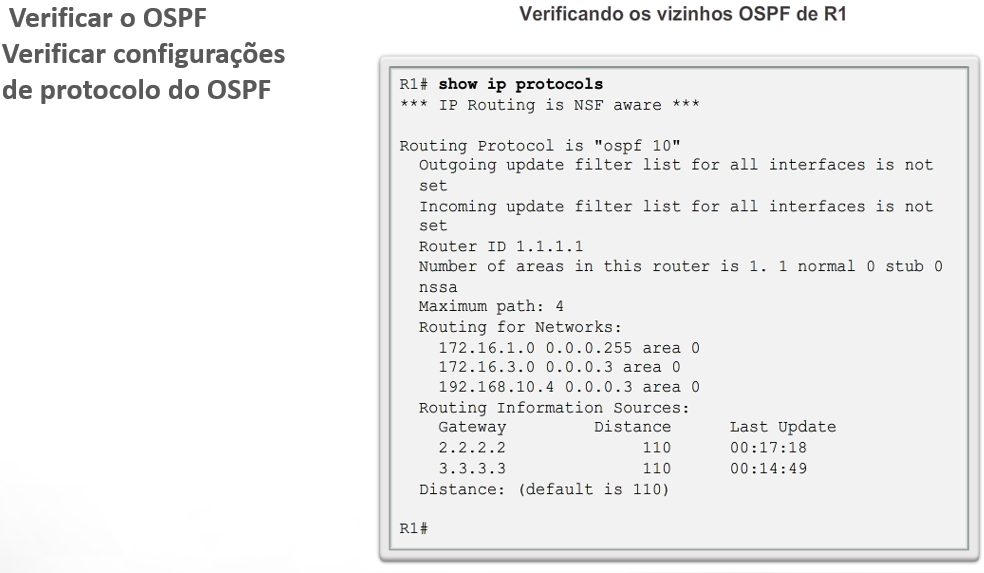 Verificar o OSPF
Verificar configurações
de protocolo do OSPF
Verificando os vizinhos OSPF de R1
R1# show ip protocols
*** IP Routing is NSF aware ***
Routing Protocol is "ospf 10"
Outgoing update filter list for all interfaces is not
set
Incoming update filter list for all interfaces is not
set
Router ID 1.1.1.1
Number of areas in this router is 1. 1 normal 0 stub 0
nssa
Maximum path: 4
Routing for Networks:
172.16.1.0 0.0.0.255 area 0
172.16.3.0 0.0.0.3 area 0
192.168.10.4 0.0.0.3 area 0
Routing Information Sources:
Gateway Distance Last Update
2.2.2.2 110 00:17:18
3.3.3.3 110 00:14:49
Distance: (default is 110)
R1#